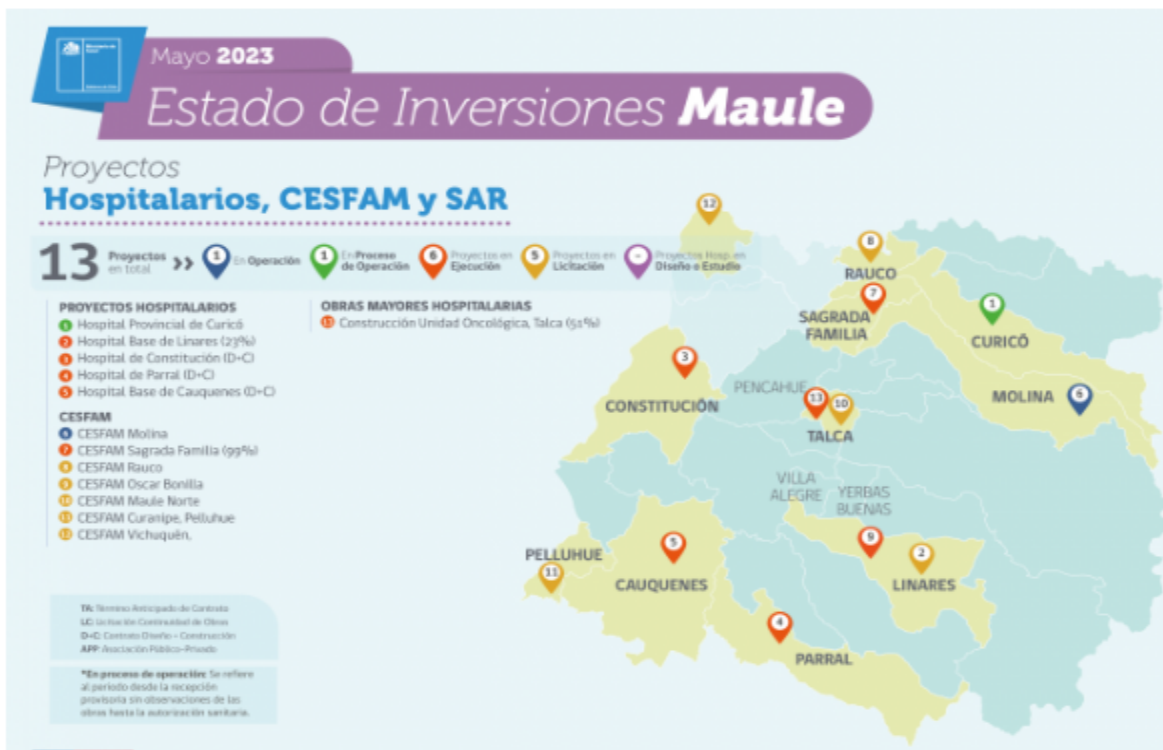 Mayo 2023
Estado de Inversiones Maule
Proyectos
Hospitalarios, CESFAM y SAR
13 Proyectos en total
1 En Operación
1 En Proceso de Operación
6 Proyectos en Ejecución
5 Proyectos en Licitación
- Proyectos Hosp. en Diseño o Estudio
PROYECTOS HOSPITALARIOS
1 Hospital Provincial de Curicó
2 Hospital Base de Linares (23%)
3 Hospital de Constitución (D+C)
4 Hospital de Parral (D+C)
5 Hospital Base de Cauquenes (D+C)
CESFAM
6 CESFAM Molina
7 CESFAM Sagrada Familia (99%)
8 CESFAM Rauco
9 CESFAM Oscar Bonilla
10 CESFAM Maule Norte
11 CESFAM Curanipe, Pelluhue
12 CESFAM Vichuquén,
OBRAS MAYORES HOSPITALARIAS
13 Construcción Unidad Oncológica, Talca (51%)
TA: Término Anticipado de Contrato
LC: Licitación Continuidad de Obras
D+C: Contrato Diseño - Construcción
APP: Asociación Público-Privado
*En proceso de operación: Se refiere
al periodo desde la recepción
provisoria sin observaciones de las
obras hasta la autorización sanitaria.
12
8
RAUCO
7
SAGRADA
FAMILIA
1
CURICÓ
3
CONSTITUCIÓN
PENCAHUE
13
10
TALCA
MOLINA
6
VILLA
ALEGRE
YERBAS
BUENAS
9
2
LINARES
PELLUHUE
11
5
CAUQUENES
4
PARRAL